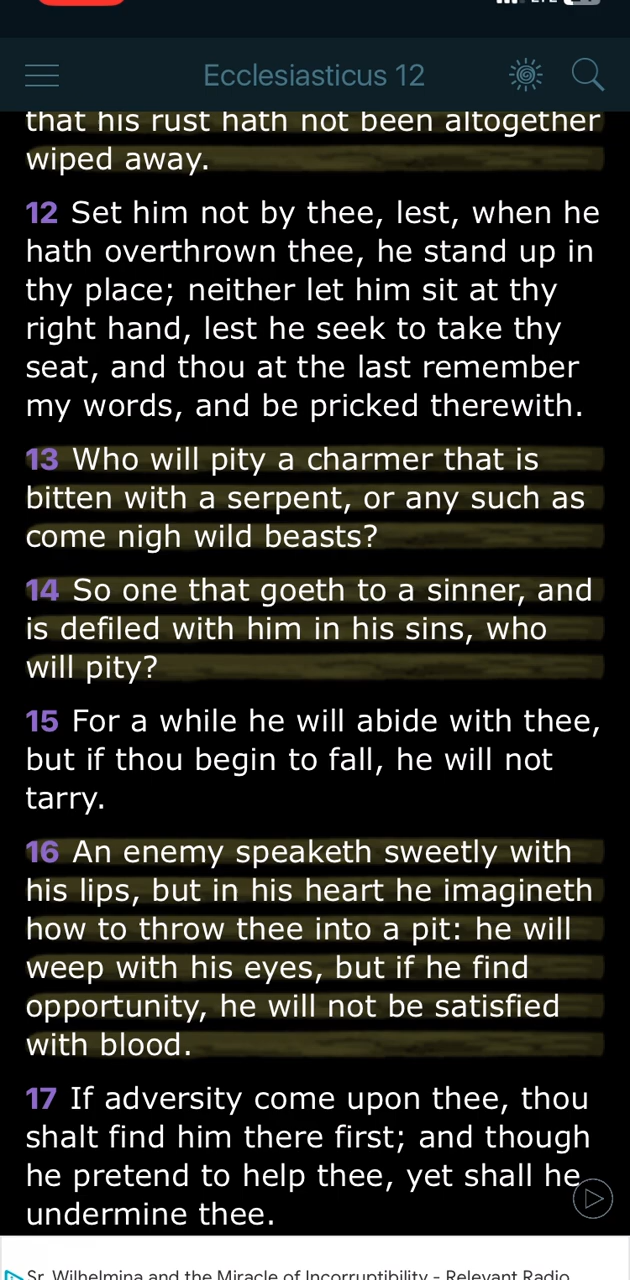 Ecclesiasticus 12
that his rust hath not been altogether
wiped away.
12 Set him not by thee, lest, when he
hath overthrown thee, he stand up in
thy place; neither let him sit at thy
right hand, lest he seek to take thy
seat, and thou at the last remember
my words, and be pricked therewith.
13 Who will pity a charmer that is
bitten with a serpent, or any such as
come nigh wild beasts?
14 So one that goeth to a sinner, and
is defiled with him in his sins, who
will pity?
15 For a while he will abide with thee,
but if thou begin to fall, he will not
tarry.
16 An enemy speaketh sweetly with
his lips, but in his heart he imagineth
how to throw thee into a pit: he will
weep with his eyes, but if he find
opportunity, he will not be satisfied
with blood.
17 If adversity come upon thee, thou
shalt find him there first; and though
he pretend to help thee, yet shall he
undermine thee.
Sr. Wilhelmina and the Miracle of Incorruptibility - Relevant Radio